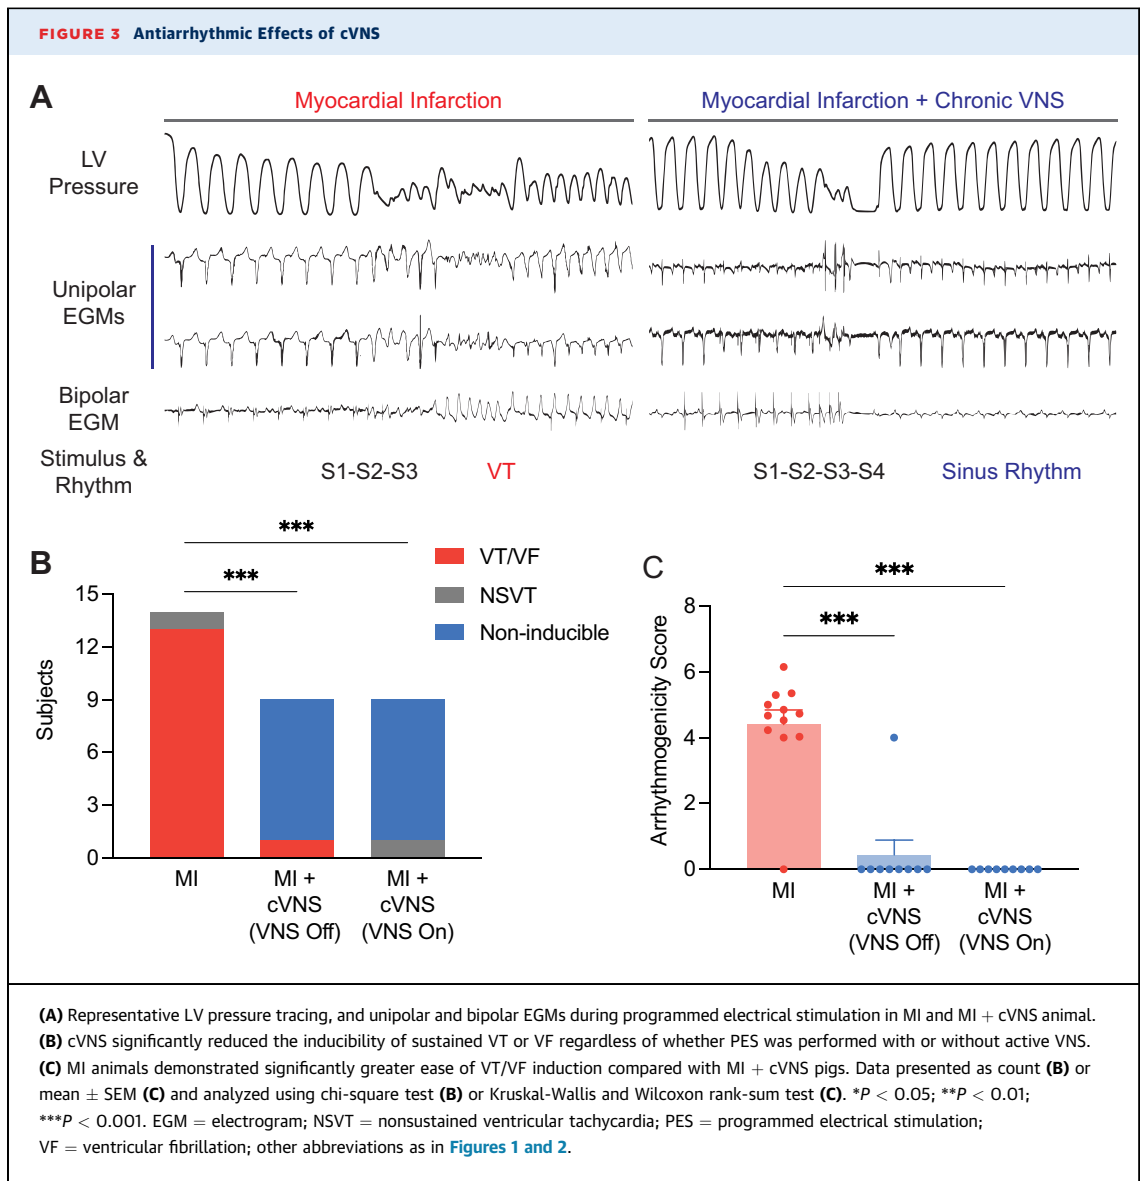 FIGURE 3 Antiarrhythmic Effects of cVNS
A
Myocardial Infarction
Myocardial Infarction + Chronic VNS
LV
Pressure
Unipolar
EGMs
Bipolar
EGM
Stimulus &
Rhythm
S1-S2-S3
VT
S1-S2-S3-S4
Sinus Rhythm
B
***
***
VT/VF
NSVT
Non-inducible
Subjects
15
12
9
6
3
0
MI
MI +
cVNS
(VNS Off)
MI +
cVNS
(VNS On)
C
***
***
Arrhythmogenicity Score
8
6
4
2
0
MI
MI +
cVNS
(VNS Off)
MI +
cVNS
(VNS On)
(A) Representative LV pressure tracing, and unipolar and bipolar EGMs during programmed electrical stimulation in MI and MI + cVNS animal.
(B) cVNS significantly reduced the inducibility of sustained VT or VF regardless of whether PES was performed with or without active VNS.
(C) MI animals demonstrated significantly greater ease of VT/VF induction compared with MI + cVNS pigs. Data presented as count (B) or
mean ± SEM (C) and analyzed using chi-square test (B) or Kruskal-Wallis and Wilcoxon rank-sum test (C). *P < 0.05; **P < 0.01;
***P < 0.001. EGM = electrogram; NSVT = nonsustained ventricular tachycardia; PES = programmed electrical stimulation;
VF = ventricular fibrillation; other abbreviations as in Figures 1 and 2.